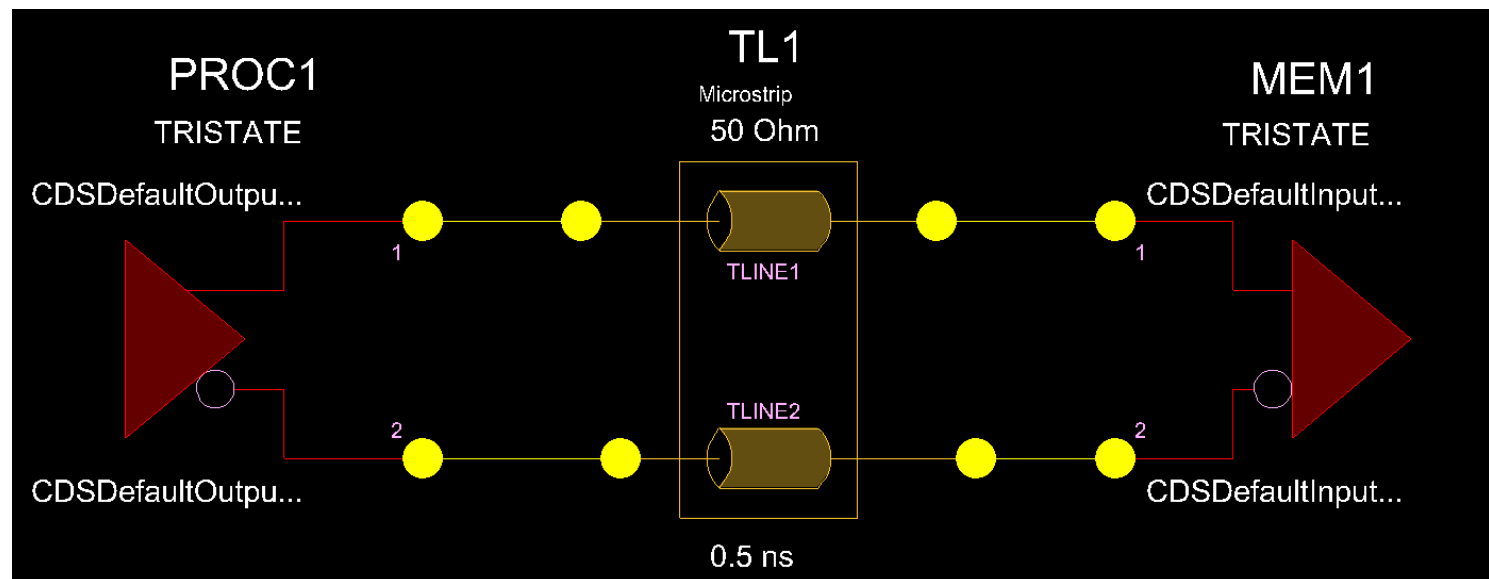 PROC1
TRISTATE
CDSDefaultOutpu...
1
2
CDSDefaultOutpu...
TL1
Microstrip
50 Ohm
TLINE1
TLINE2
0.5 ns
MEM1
TRISTATE
CDSDefaultInput...
1
2
CDSDefaultInput...